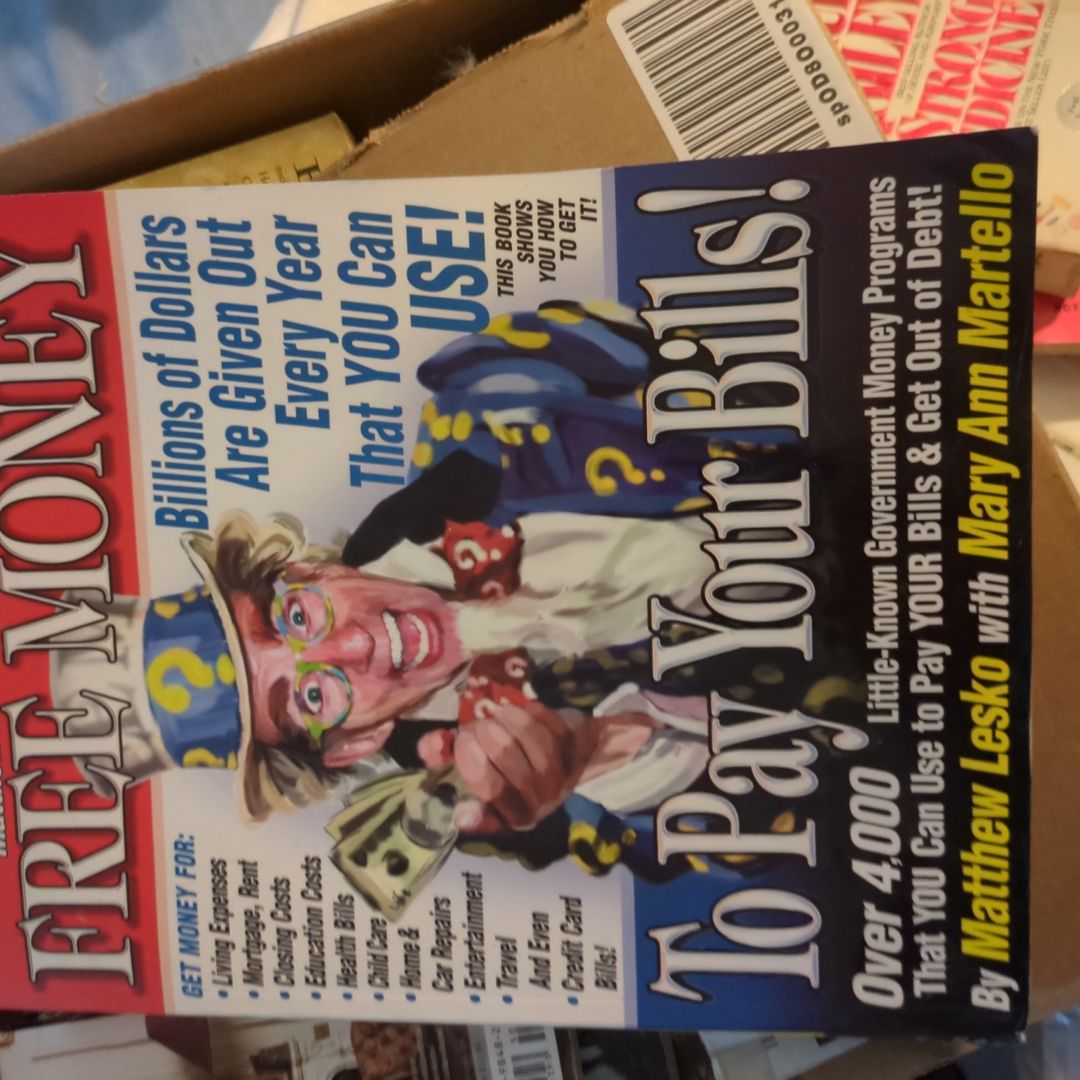 FREE MONEY
Billions of Dollars
Are Given Out
Every Year
That YOU Can
USE!
THIS BOOK
SHOWS
YOU HOW
TO GET
IT!
GET MONEY FOR:
• Living Expenses
• Mortgage, Rent
• Closing Costs
• Education Costs
• Health Bills
• Child Care
• Home &
Car Repairs
• Entertainment
• Travel
And Even
• Credit Card
Bills!
To Pay Your Bills!
Over 4,000 Little-Known Government Money Programs
That YOU Can Use to Pay YOUR Bills & Get Out of Debt!
By Matthew Lesko with Mary Ann Martello
SPOD800031
STRONG